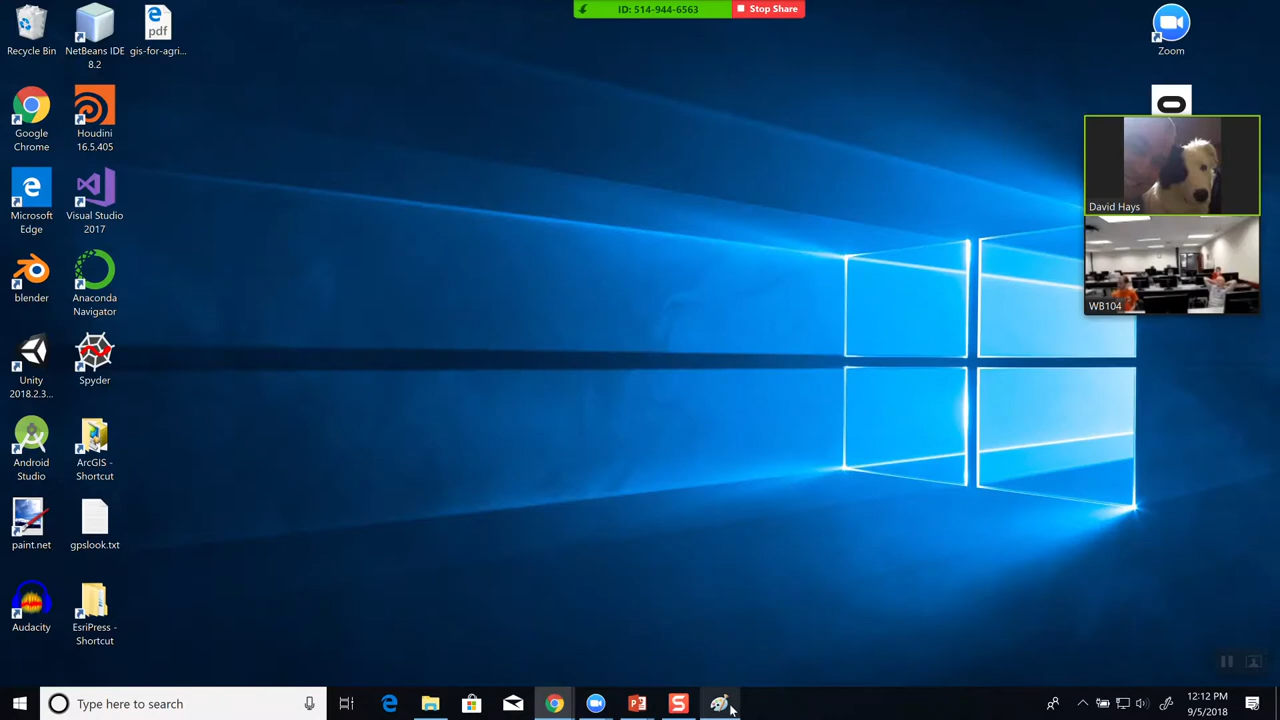 ID: 514-944-6563
Stop Share
Recycle Bin
NetBeans IDE
8.2
gis-for-agri...
Zoom
Google
Chrome
Houdini
16.5.405
Microsoft
Edge
Visual Studio
2017
David Hays
blender
Anaconda
Navigator
WB104
Unity
2018.2.3...
Spyder
Android
Studio
ArcGIS -
Shortcut
paint.net
gpslook.txt
Audacity
EsriPress -
Shortcut
Type here to search
12:12 PM
9/5/2018
pdf